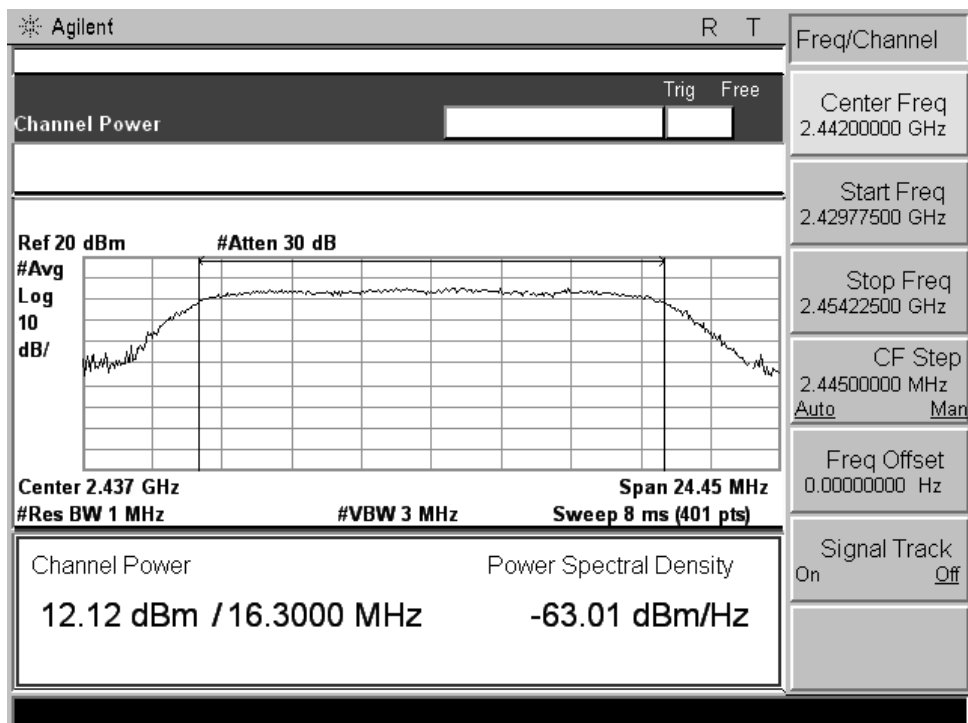 Agilent R T
Freq/Channel
Trig Free
Channel Power
Center Freq
2.44200000 GHz
Start Freq
2.42977500 GHz
Stop Freq
2.45422500 GHz
CF Step
2.44500000 MHz
Auto Man
Freq Offset
0.00000000 Hz
Signal Track
On Off
Ref 20 dBm #Atten 30 dB
#Avg
Log
10
dB/
Center 2.437 GHz Span 24.45 MHz
#Res BW 1 MHz #VBW 3 MHz Sweep 8 ms (401 pts)
Channel Power Power Spectral Density
12.12 dBm / 16.3000 MHz -63.01 dBm/Hz